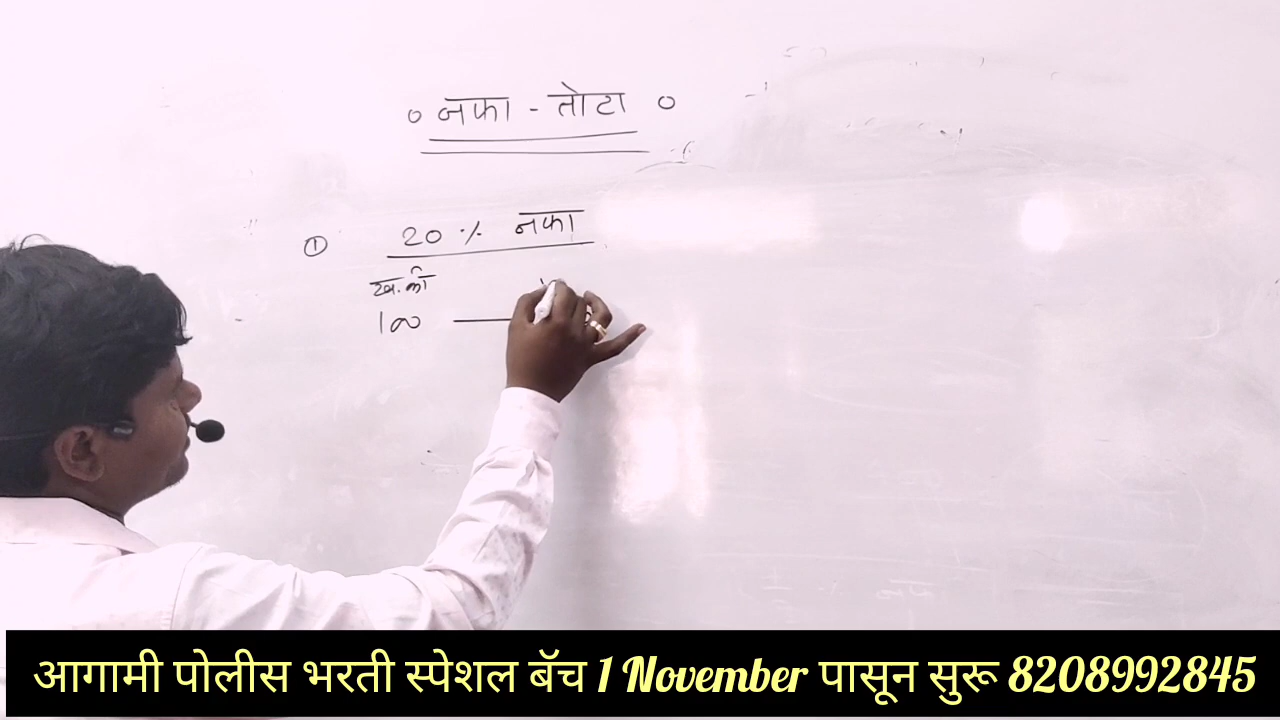 ० नफा - तोटा ०
① 20 % नफा
ख. की
100
आगामी पोलीस भरती स्पेशल बॅच 1 November पासून सुरू 8208992845